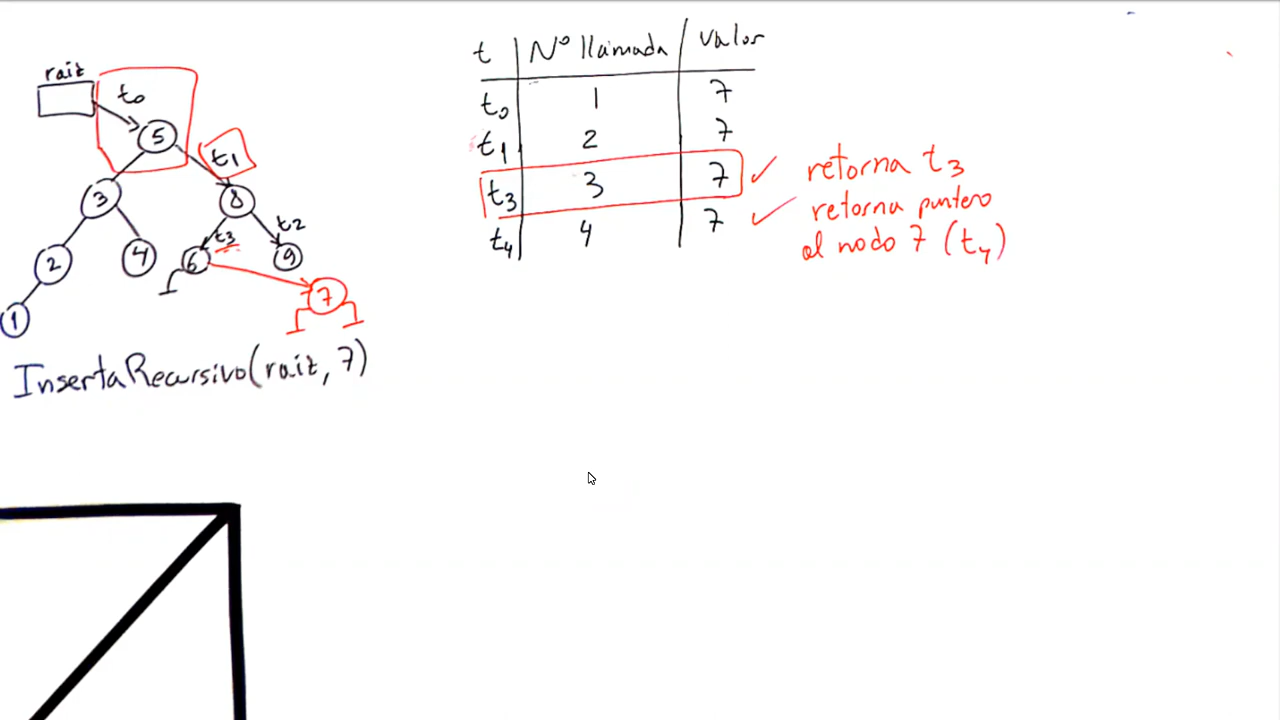 raiz
t0
5
t1
3
8
t3
t2
2
4
6
9
7
1
InsertaRecursivo(raiz, 7)
t Nº llamada valor
t0 1 7
t1 2 7
t3 3 7
t4 4 7
retorna t3
retorna puntero
al nodo 7 (t4)